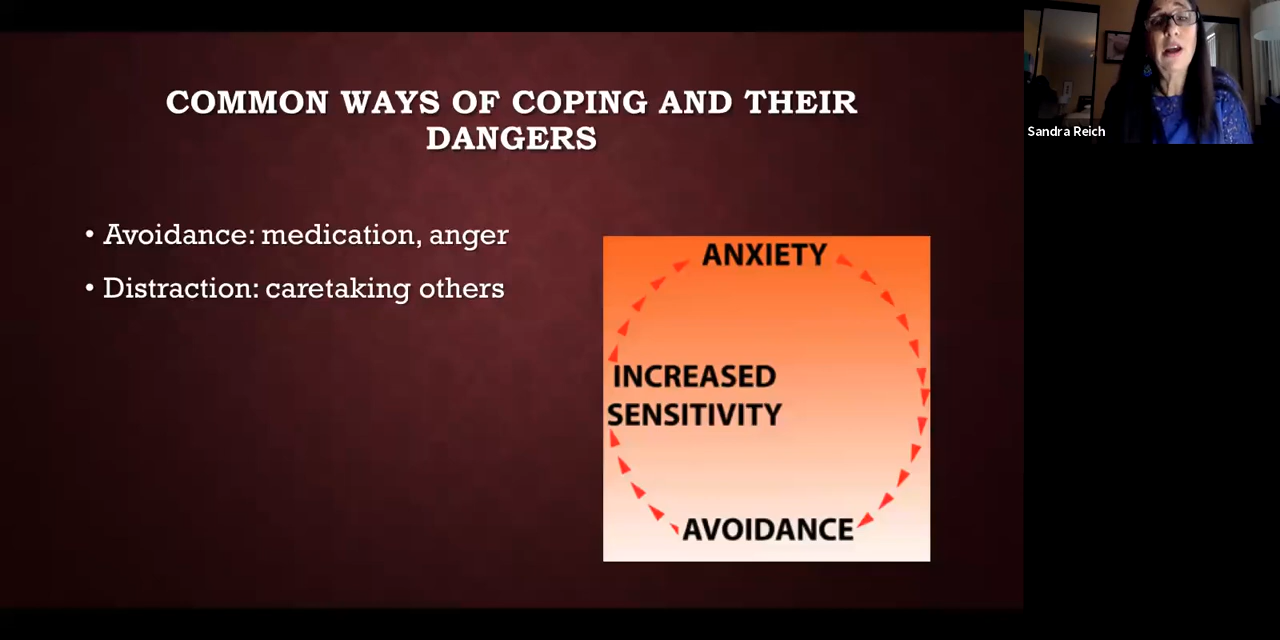 COMMON WAYS OF COPING AND THEIR
DANGERS
• Avoidance: medication, anger
• Distraction: caretaking others
ANXIETY
INCREASED
SENSITIVITY
AVOIDANCE
Sandra Reich